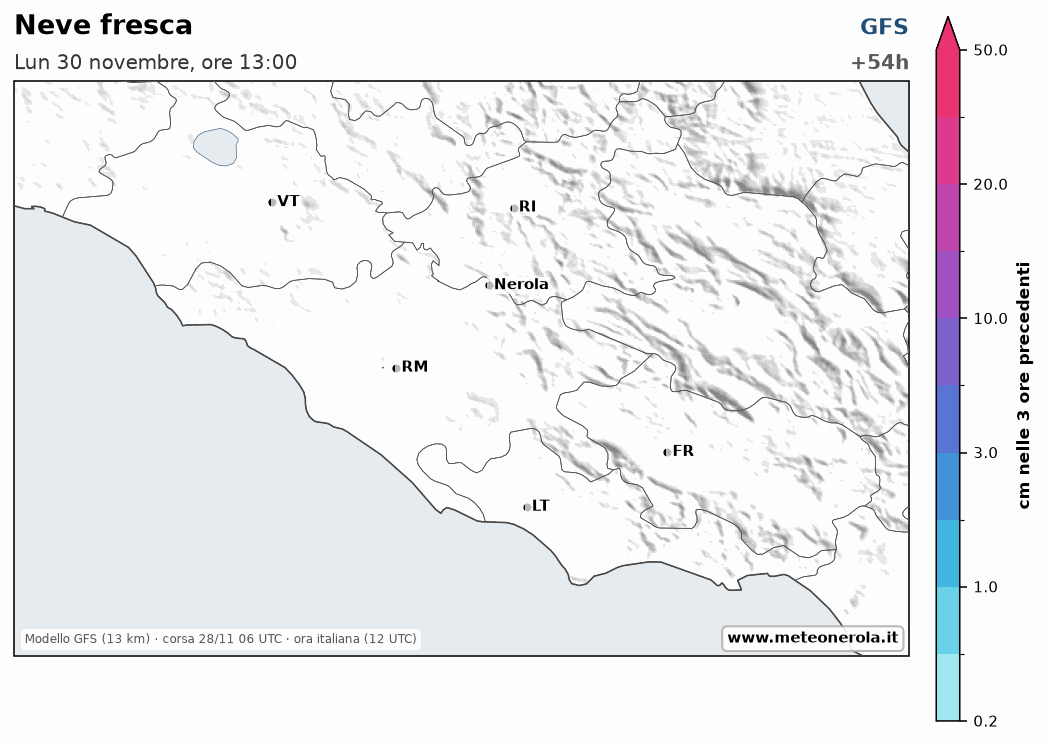 Neve fresca
GFS
Lun 30 novembre, ore 13:00
+54h
50.0
20.0
10.0
3.0
1.0
0.2
cm nelle 3 ore precedenti
VT
RI
Nerola
RM
FR
LT
Modello GFS (13 km) · corsa 28/11 06 UTC · ora italiana (12 UTC)
www.meteonerola.it